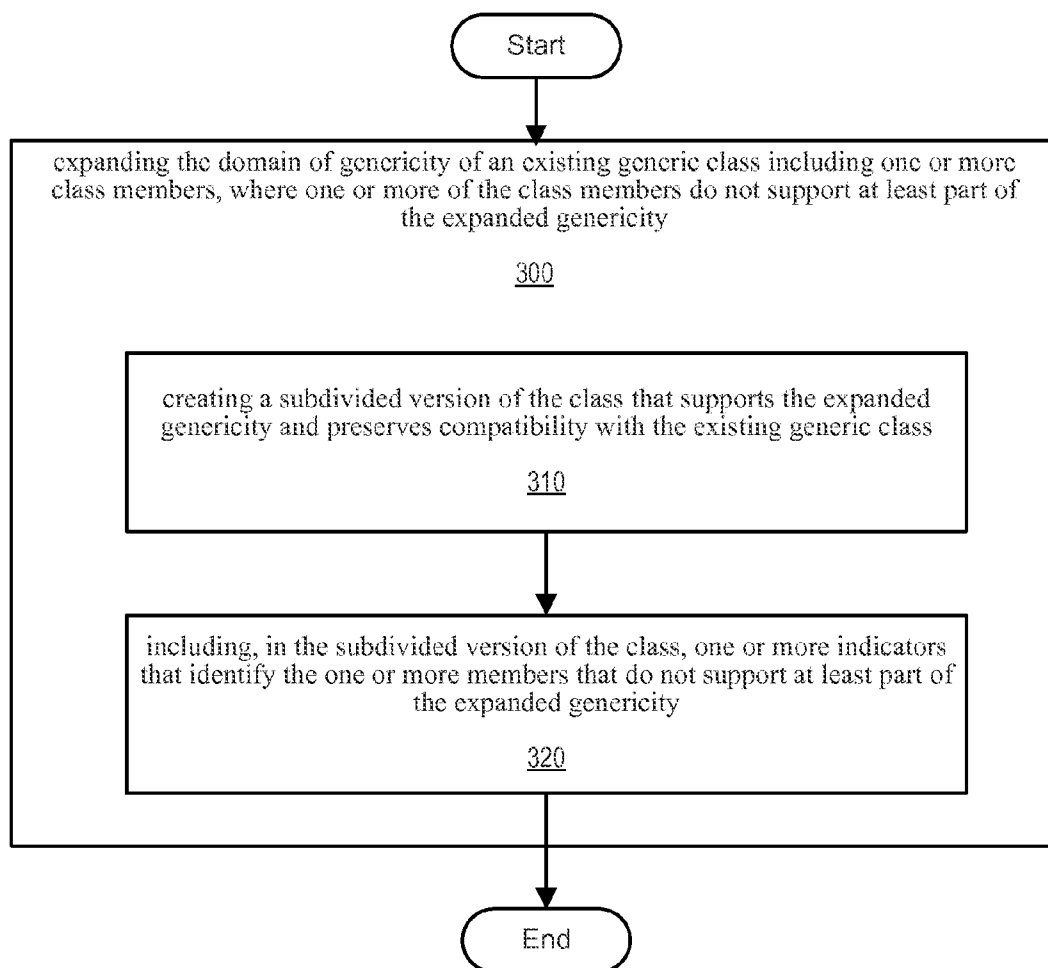 Start
expanding the domain of genericity of an existing generic class including one or more
class members, where one or more of the class members do not support at least part of
the expanded genericity
300
creating a subdivided version of the class that supports the expanded
genericity and preserves compatibility with the existing generic class
310
including, in the subdivided version of the class, one or more indicators
that identify the one or more members that do not support at least part of
the expanded genericity
320
End